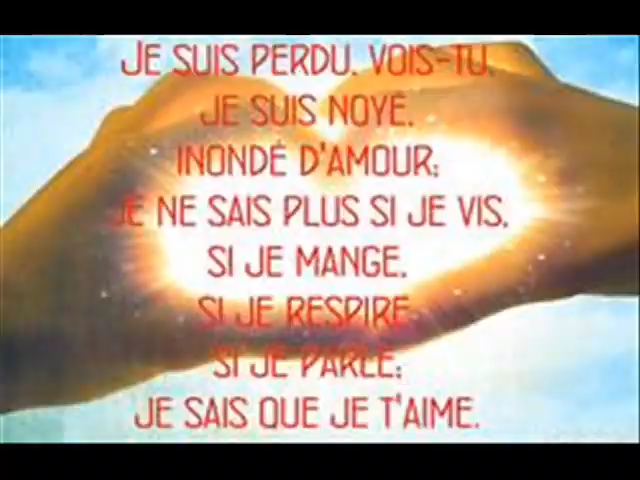 JE SUIS PERDU, VOIS-TU,
JE SUIS NOYÉ,
INONDÉ D'AMOUR;
JE NE SAIS PLUS SI JE VIS,
SI JE MANGE,
SI JE RESPIRE,
SI JE PARLE;
JE SAIS QUE JE T'AIME.